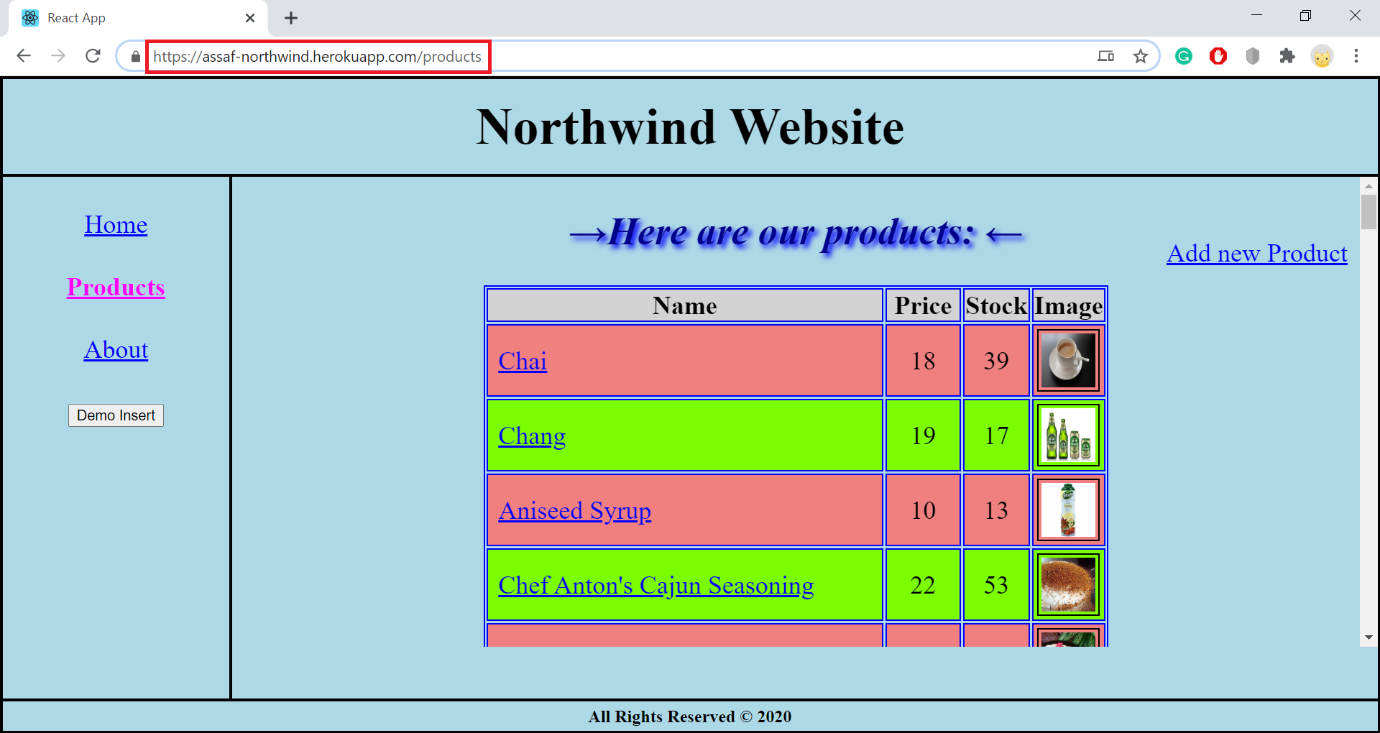 React App
https://assaf-northwind.herokuapp.com/products
Northwind Website
Home
Products
About
Demo Insert
→Here are our products: ←
Add new Product
Name Price Stock Image
Chai 18 39
Chang 19 17
Aniseed Syrup 10 13
Chef Anton's Cajun Seasoning 22 53
All Rights Reserved © 2020